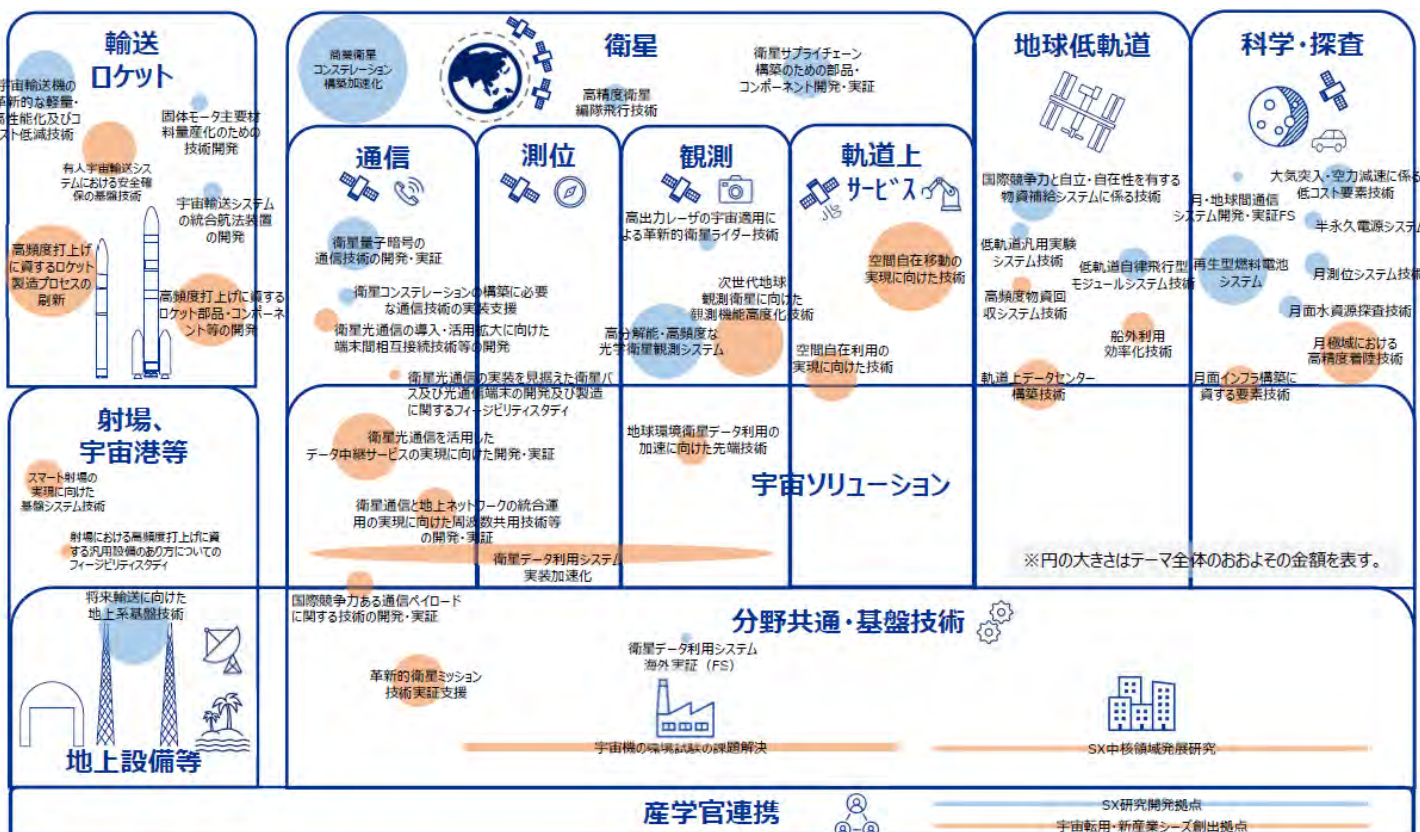 輸送
ロケット
宇宙輸送機の
革新的な軽量・
高性能化及びコ
スト低減技術
固体モータ主要材
料量産化のための
技術開発
有人宇宙輸送シス
テムにおける安全確
保の基盤技術
宇宙輸送システム
の統合航法装置
の開発
高頻度打上げ
に資するロケット
製造プロセスの
刷新
高頻度打上げに資する
ロケット部品・コンポーネ
ント等の開発
射場、
宇宙港等
スマート射場の
実現に向けた
基盤システム技術
射場における高頻度打上げに資
する汎用設備のあり方についての
フィージビリティスタディ
将来輸送に向けた
地上系基盤技術
地上設備等
衛星
商業衛星
コンステレーション
構築加速化
高精度衛星
編隊飛行技術
衛星サプライチェーン
構築のための部品・
コンポーネント開発・実証
通信
衛星量子暗号の
通信技術の開発・実証
衛星コンステレーションの構築に必要
な通信技術の実装支援
衛星光通信の導入・活用拡大に向けた
端末間相互接続技術等の開発
衛星光通信の実装を見据えた衛星バ
ス及び光通信端末の開発及び製造
に関するフィージビリティスタディ
衛星光通信を活用した
データ中継サービスの実現に向けた開発・実証
衛星通信と地上ネットワークの統合運
用の実現に向けた周波数共用技術等
の開発・実証
衛星データ利用システム
実装加速化
測位
観測
高出力レーザの宇宙適用に
よる革新的衛星ライダー技術
次世代地球
観測衛星に向けた
観測機能高度化技術
高分解能・高頻度な
光学衛星観測システム
地球環境衛星データ利用の
加速に向けた先端技術
軌道上
サービス
空間自在移動の
実現に向けた技術
空間自在利用の
実現に向けた技術
宇宙ソリューション
地球低軌道
国際競争力と自立・自在性を有する
物資補給システムに係る技術
低軌道汎用実験
システム技術
低軌道自律飛行型
モジュールシステム技術
高頻度物資回
収システム技術
船外利用
効率化技術
軌道上データセンター
構築技術
科学・探査
大気突入・空力減速に係る
低コスト要素技術
月・地球間通信
システム開発・実証FS
半永久電源システム
再生型燃料電池
システム
月測位システム技術
月面水資源探査技術
月極域における
高精度着陸技術
月面インフラ構築に
資する要素技術
※円の大きさはテーマ全体のおおよその金額を表す。
国際競争力ある通信ペイロード
に関する技術の開発・実証
分野共通・基盤技術
衛星データ利用システム
海外実証（FS）
革新的衛星ミッション
技術実証支援
宇宙機の環境試験の課題解決
SX中核領域発展研究
産学官連携
SX研究開発拠点
宇宙転用・新産業シーズ創出拠点